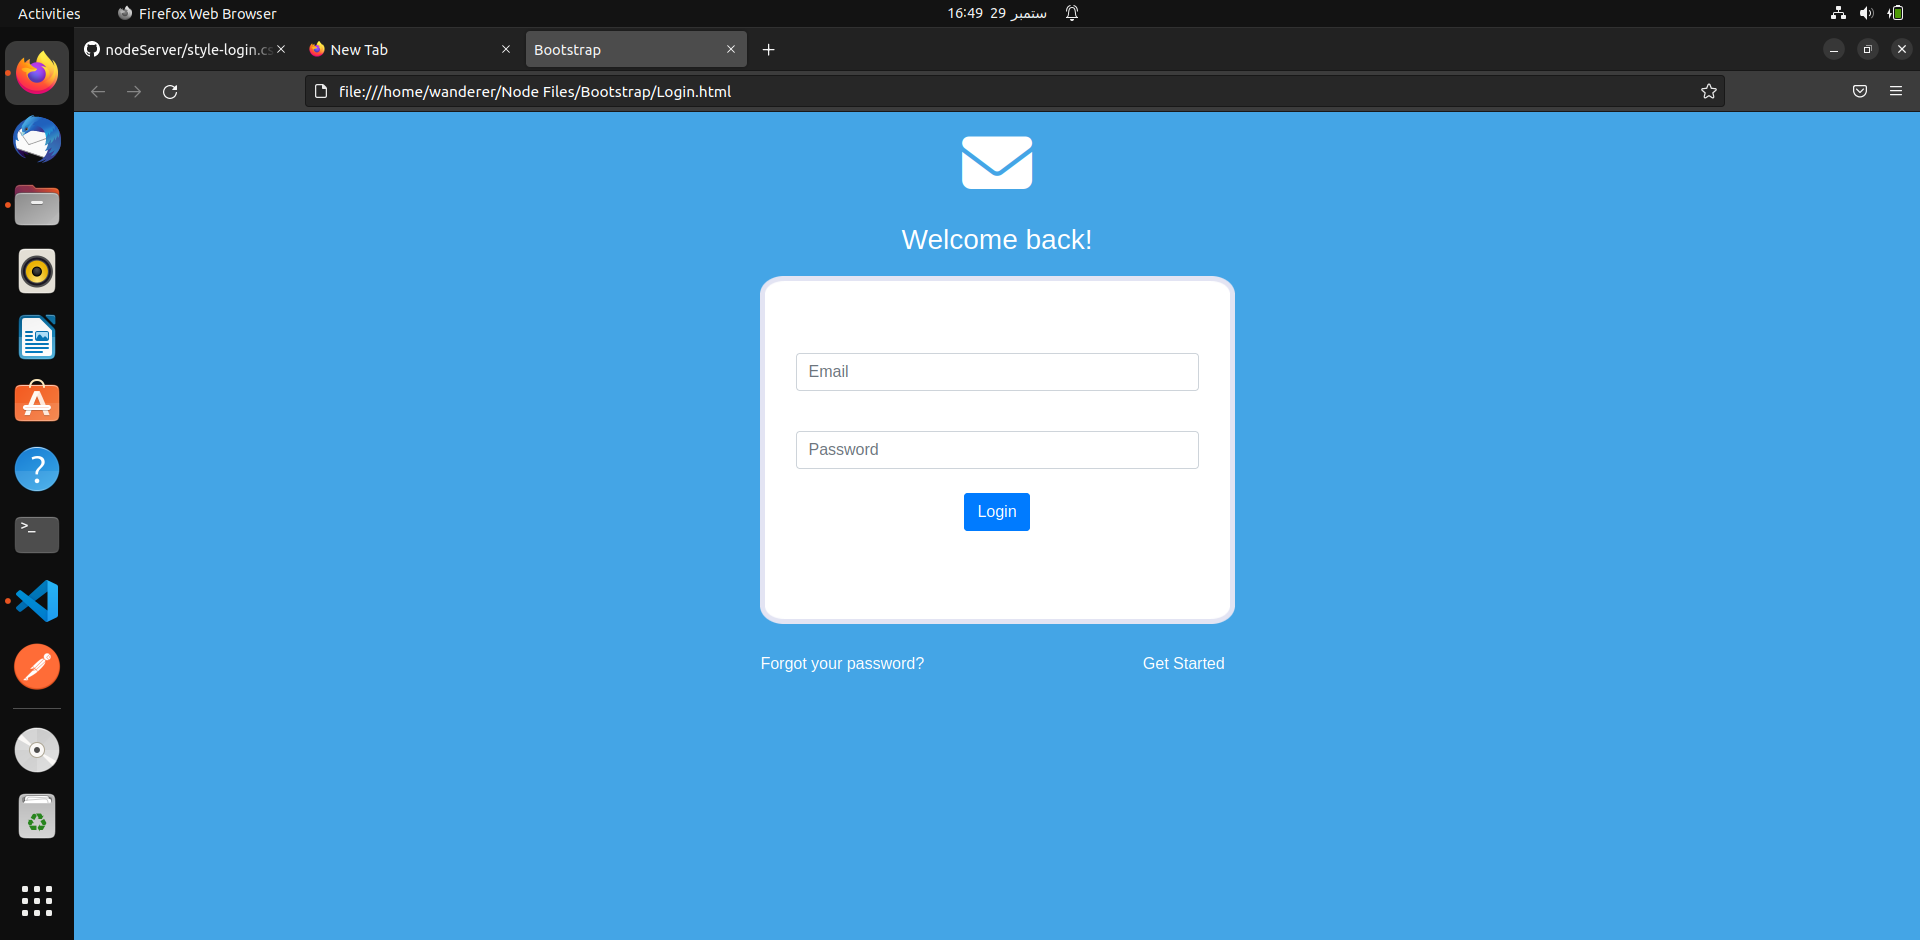 Activities
Firefox Web Browser
16:49 29 ستمبر
nodeServer/style-login.cs
New Tab
Bootstrap
file:///home/wanderer/Node Files/Bootstrap/Login.html
Welcome back!
Email
Password
Login
Forgot your password?
Get Started